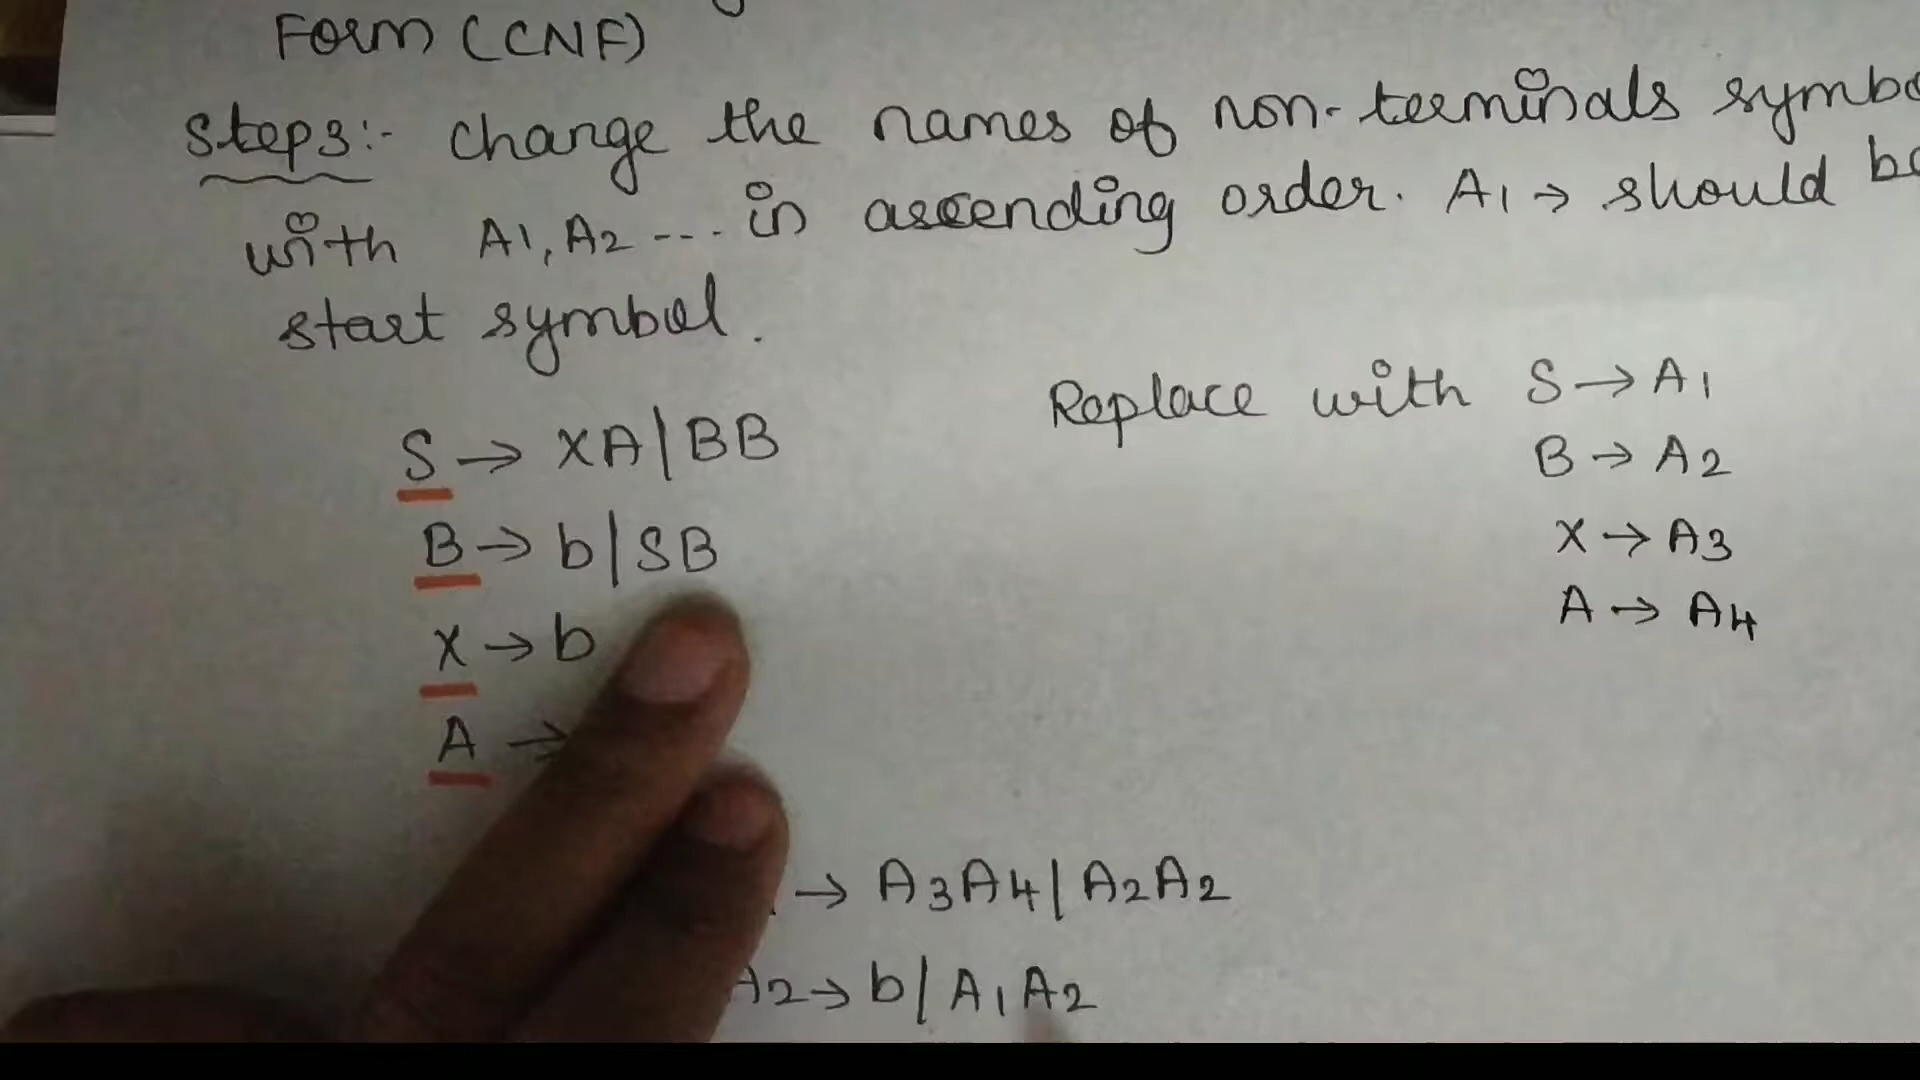 Form (CNF)
Step3:- change the names of non-terminals
with A1, A2 --- in ascending order. A1 → should
start symbol.
Replace with S → A1
B → A2
X → A3
A → A4
S → XA|BB
B → b|SB
X → b
A →
→ A3A4|A2A2
A2 → b|A1A2